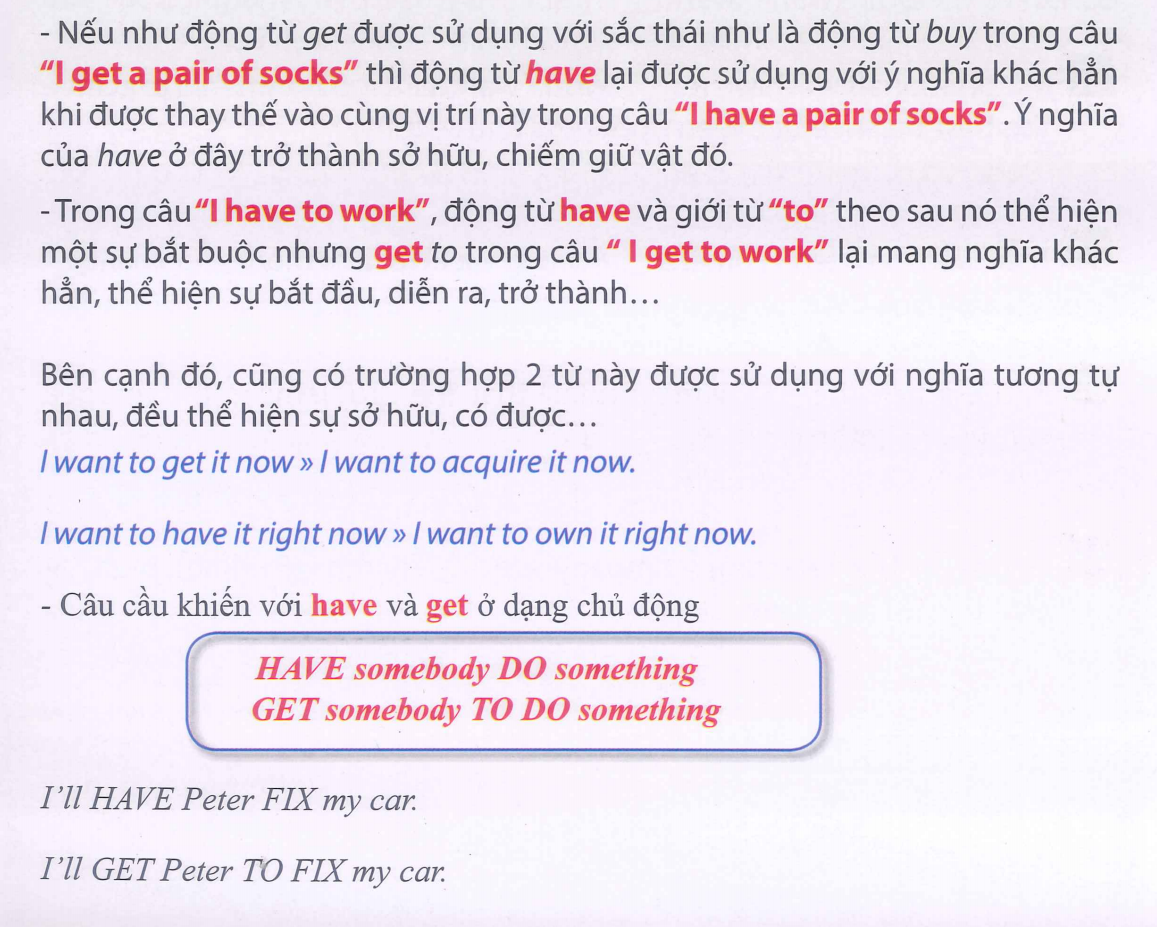 - Nếu như động từ get được sử dụng với sắc thái như là động từ buy trong câu
“I get a pair of socks” thì động từ have lại được sử dụng với ý nghĩa khác hẳn
khi được thay thế vào cùng vị trí này trong câu “I have a pair of socks”. Ý nghĩa
của have ở đây trở thành sở hữu, chiếm giữ vật đó.
- Trong câu “I have to work”, động từ have và giới từ “to” theo sau nó thể hiện
một sự bắt buộc nhưng get to trong câu “ I get to work” lại mang nghĩa khác
hẳn, thể hiện sự bắt đầu, diễn ra, trở thành…
Bên cạnh đó, cũng có trường hợp 2 từ này được sử dụng với nghĩa tương tự
nhau, đều thể hiện sự sở hữu, có được…
I want to get it now » I want to acquire it now.
I want to have it right now » I want to own it right now.
- Câu cầu khiến với have và get ở dạng chủ động
HAVE somebody DO something
GET somebody TO DO something
I’ll HAVE Peter FIX my car.
I’ll GET Peter TO FIX my car.